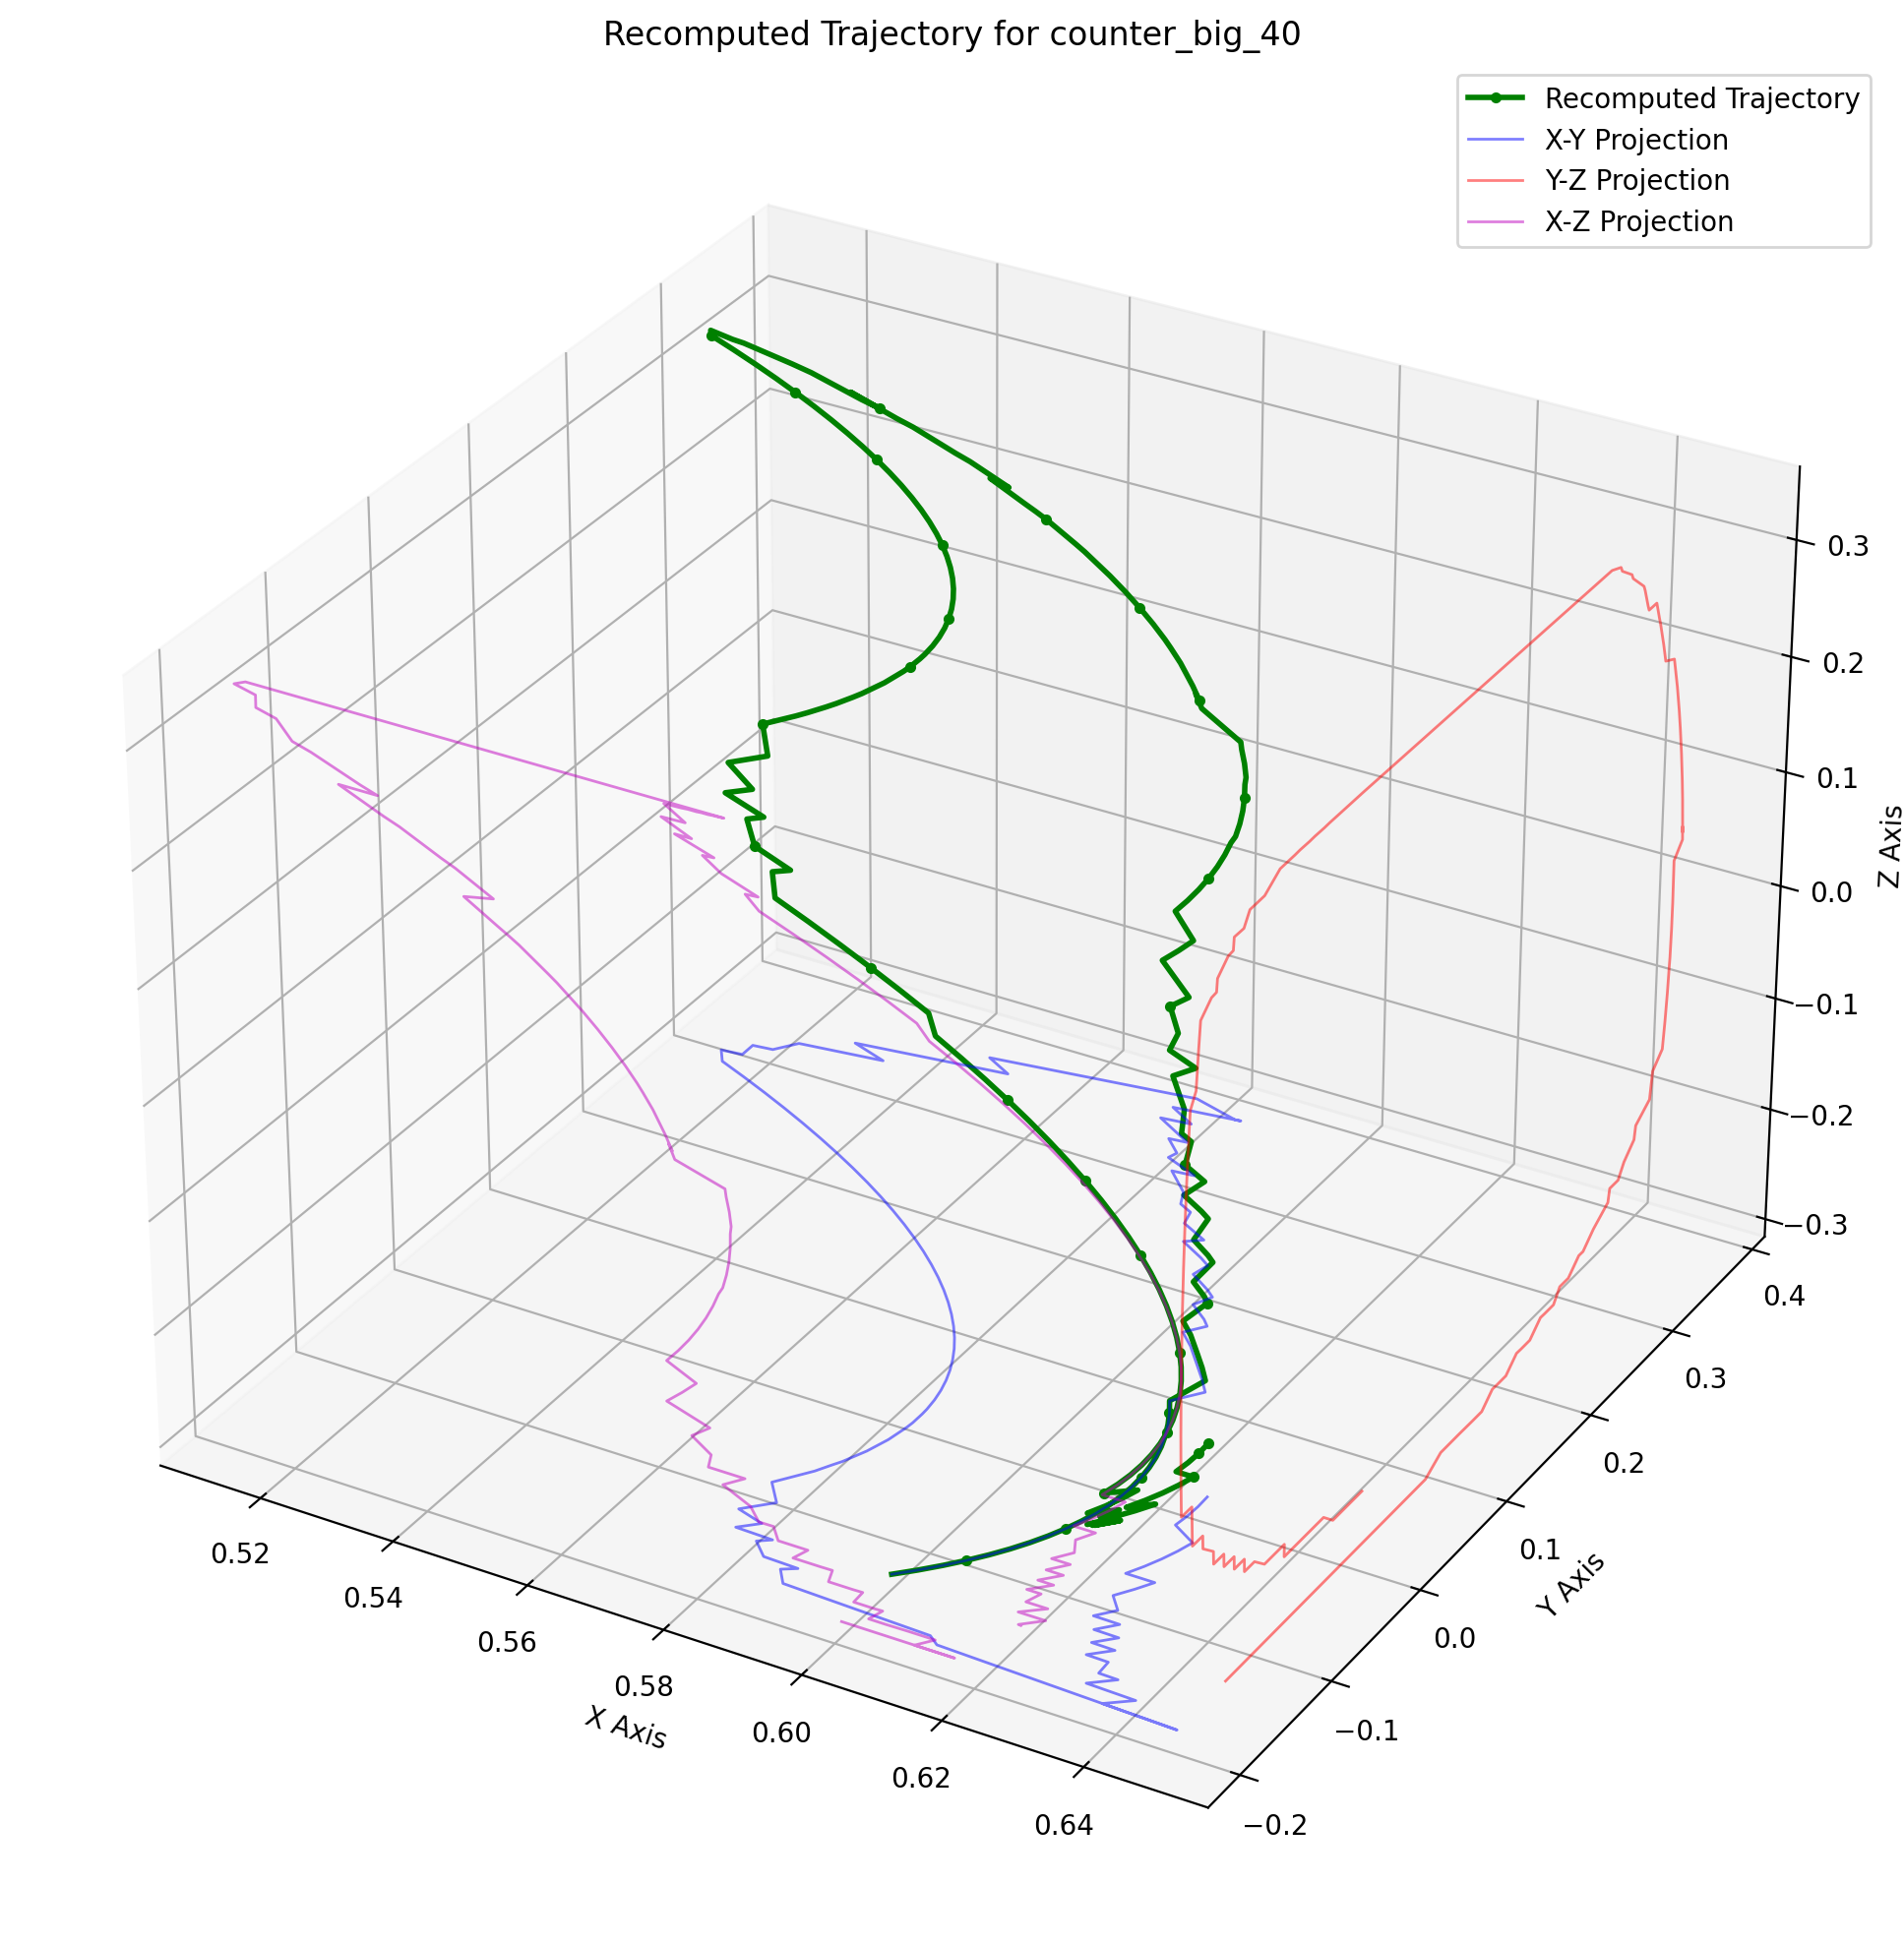 Recomputed Trajectory for counter_big_40
Recomputed Trajectory
X-Y Projection
Y-Z Projection
X-Z Projection
0.3
0.2
0.1
0.0
−0.1
−0.2
−0.3
Z Axis
0.4
0.3
0.2
0.1
0.0
−0.1
−0.2
Y Axis
0.52
0.54
0.56
0.58
0.60
0.62
0.64
X Axis